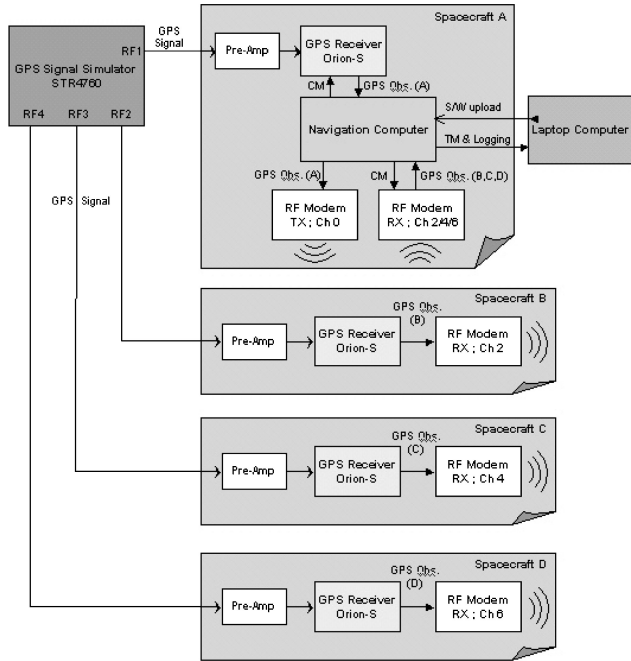 Spacecraft A
GPS
Signal
RF1
GPS Signal Simulator
STR4760
RF4 RF3 RF2
Pre-Amp
GPS Receiver
Orion-S
CM
GPS Obs.(A)
S/W upload
Navigation Computer
Laptop Computer
TM & Logging
GPS Obs.(A)
CM
GPS Obs.(B,C,D)
RF Modem
TX ; Ch 0
RF Modem
RX ; Ch 2/4/6
GPS Signal
Spacecraft B
GPS Obs.
(B)
Pre-Amp
GPS Receiver
Orion-S
RF Modem
RX ; Ch 2
Spacecraft C
GPS Obs.
(C)
Pre-Amp
GPS Receiver
Orion-S
RF Modem
RX ; Ch 4
Spacecraft D
GPS Obs.
(D)
Pre-Amp
GPS Receiver
Orion-S
RF Modem
RX ; Ch 6